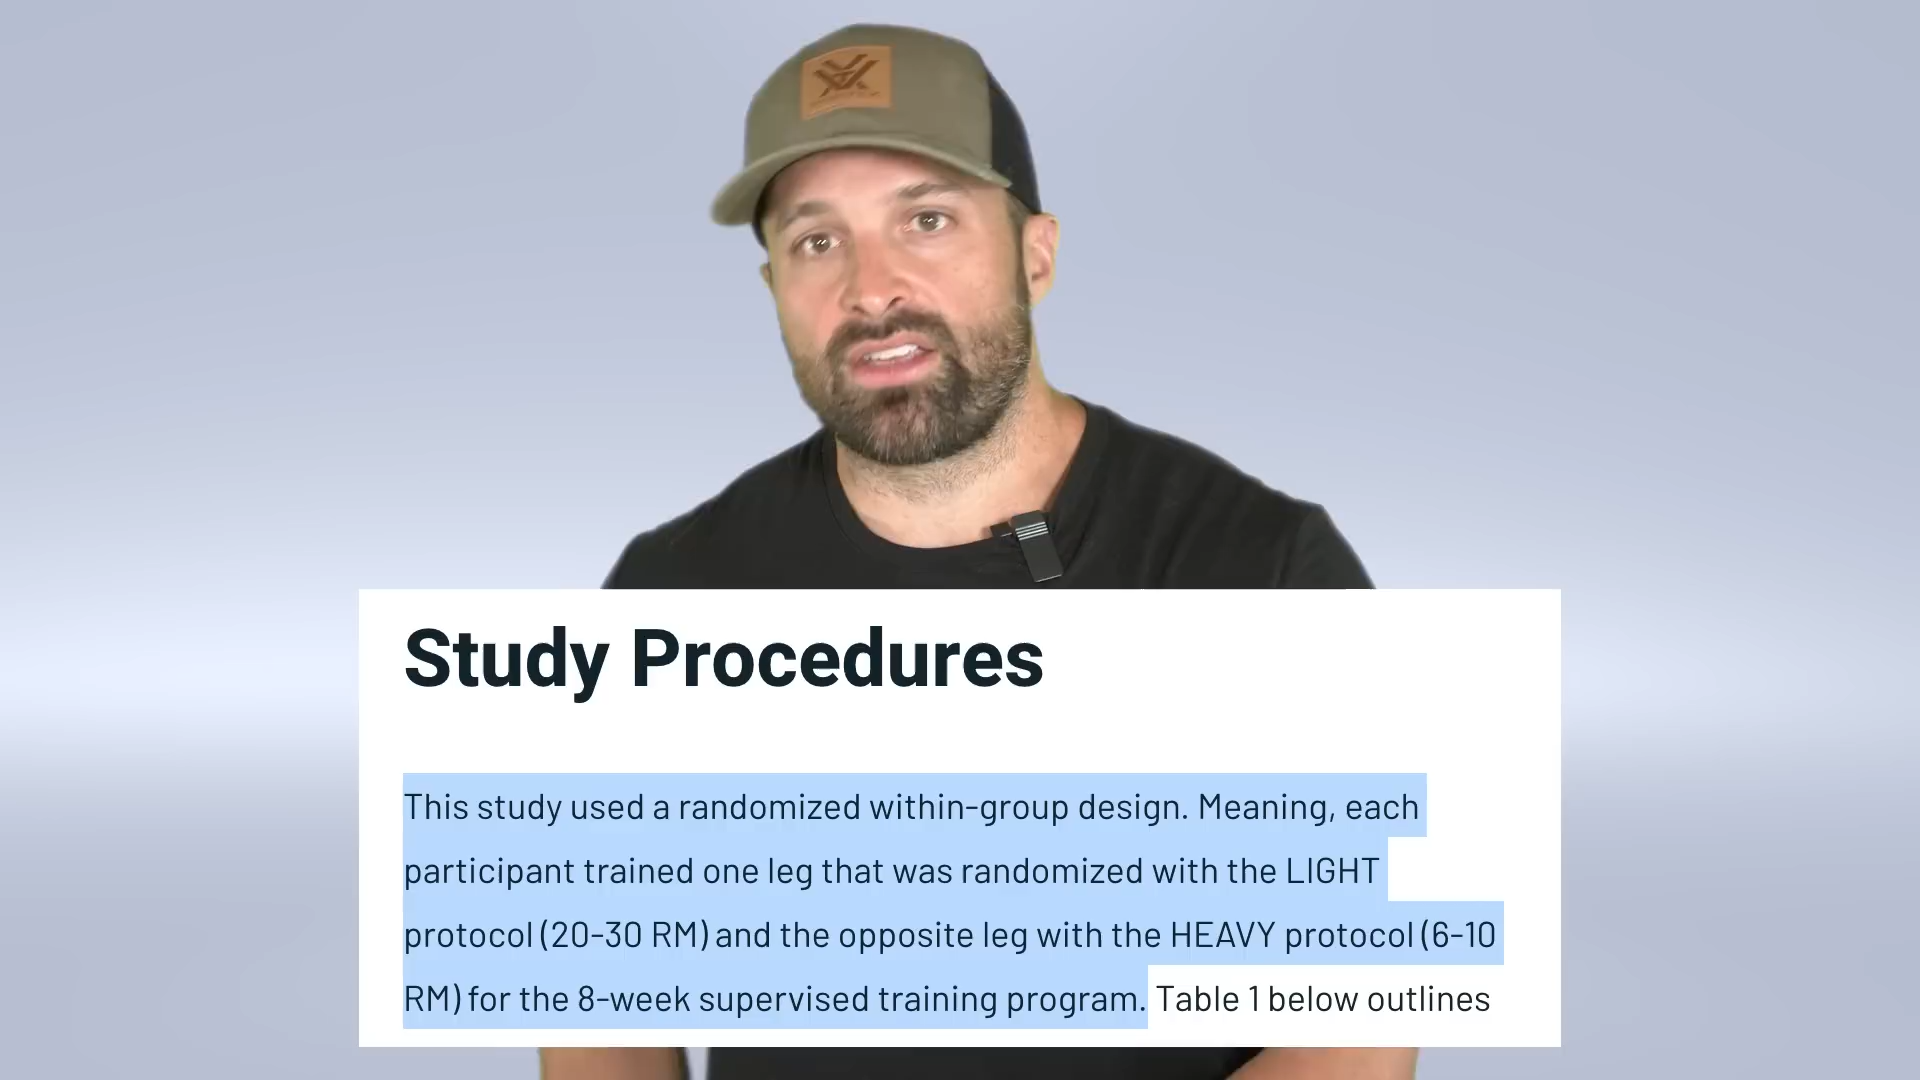 Study Procedures
This study used a randomized within-group design. Meaning, each
participant trained one leg that was randomized with the LIGHT
protocol (20-30 RM) and the opposite leg with the HEAVY protocol (6-10
RM) for the 8-week supervised training program. Table 1 below outlines